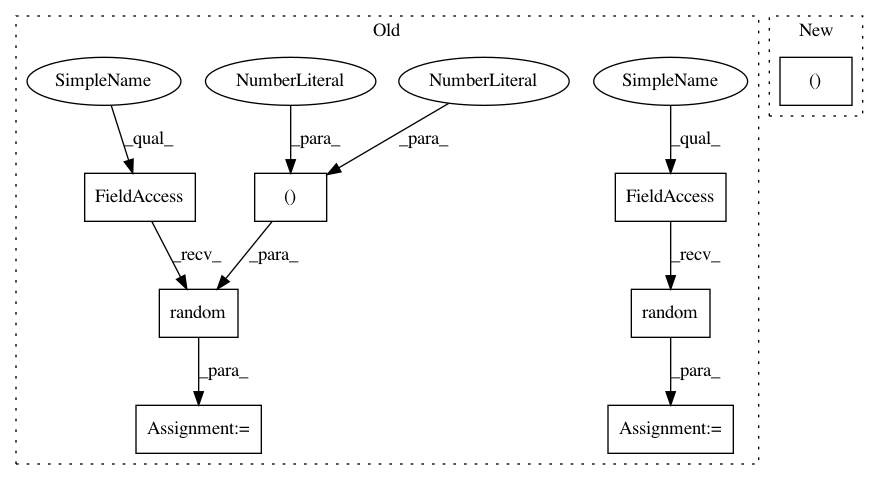 Old
New
SimpleName
NumberLiteral
NumberLiteral
SimpleName
()
_qual_
_para_
_para_
_qual_
FieldAccess
()
FieldAccess
_recv_
_para_
_recv_
random
random
_para_
_para_
Assignment:=
Assignment:=